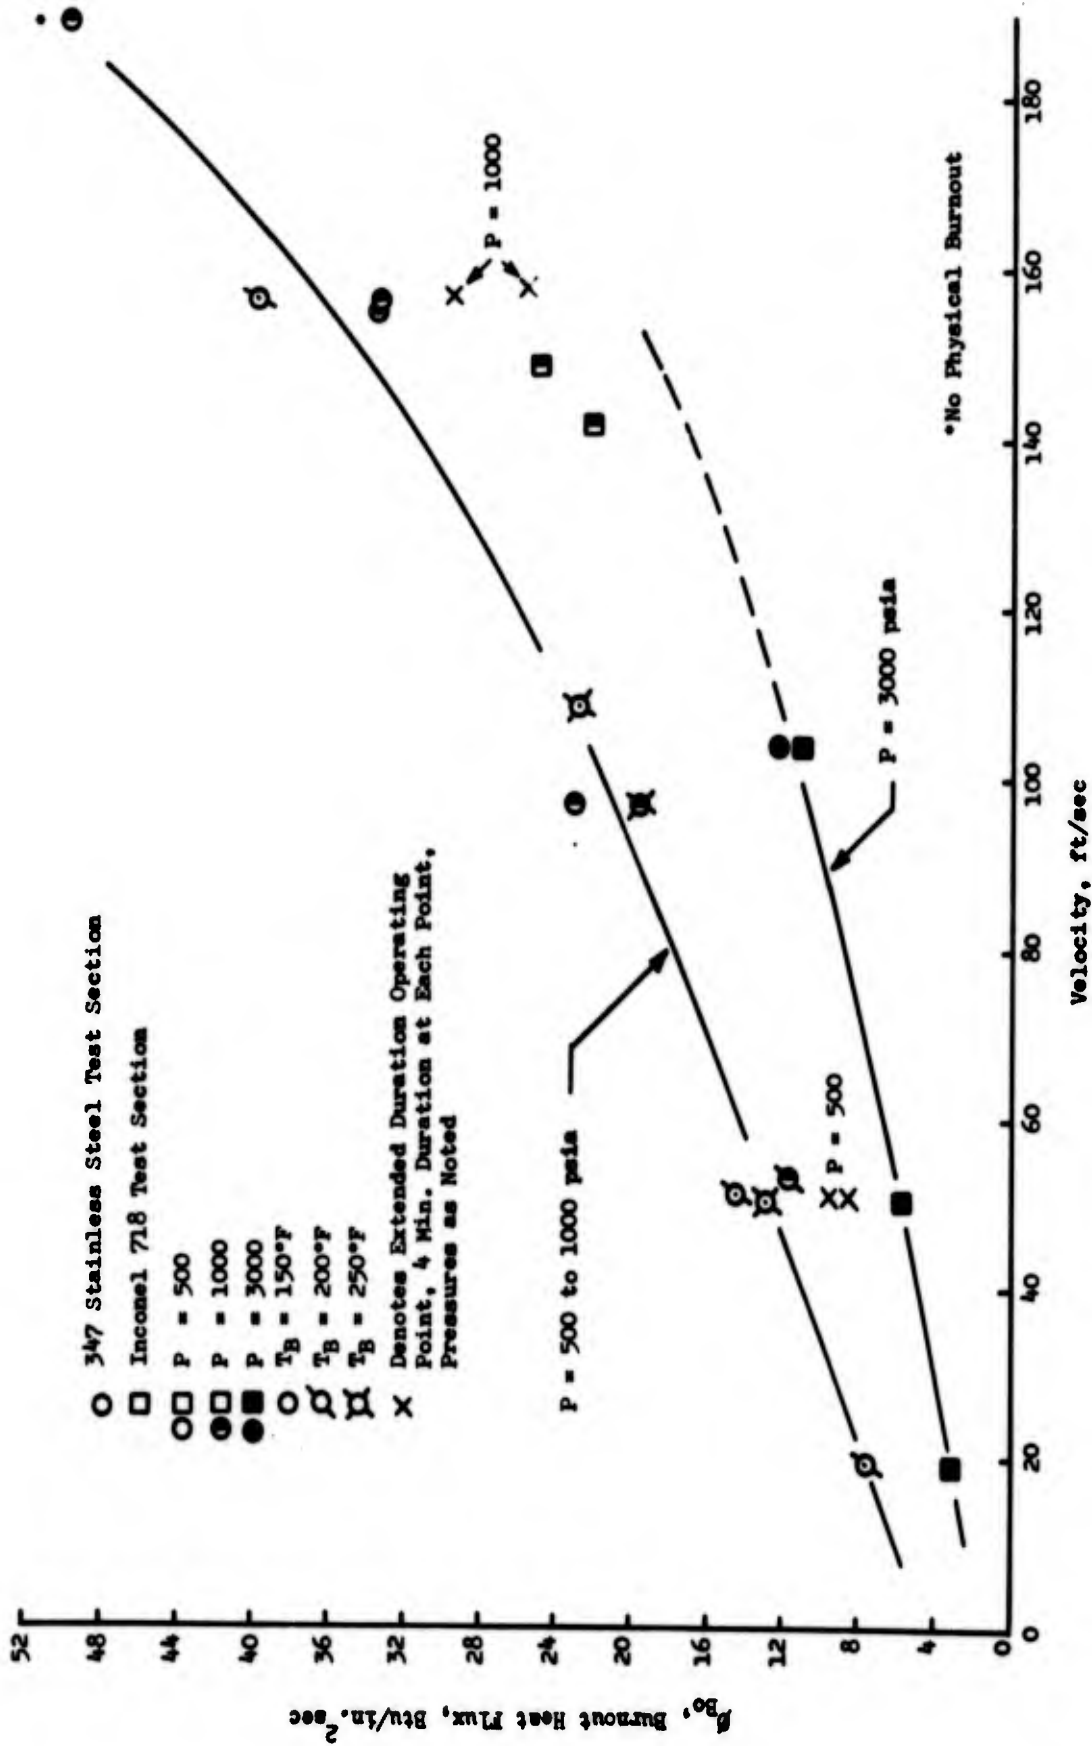 347 Stainless Steel Test Section
Inconel 718 Test Section
P = 500
P = 1000
P = 3000
T_B = 150°F
T_B = 200°F
T_B = 250°F
X Denotes Extended Duration Operating
Point, 4 Min. Duration at Each Point,
Pressures as Noted
P = 1000
P = 500 to 1000 psia
P = 500
P = 3000 psia
*
*No Physical Burnout
52
48
44
40
36
32
28
24
20
16
12
8
4
0
ϕ_Bo, Burnout Heat Flux, Btu/in.²sec
0 20 40 60 80 100 120 140 160 180
Velocity, ft/sec